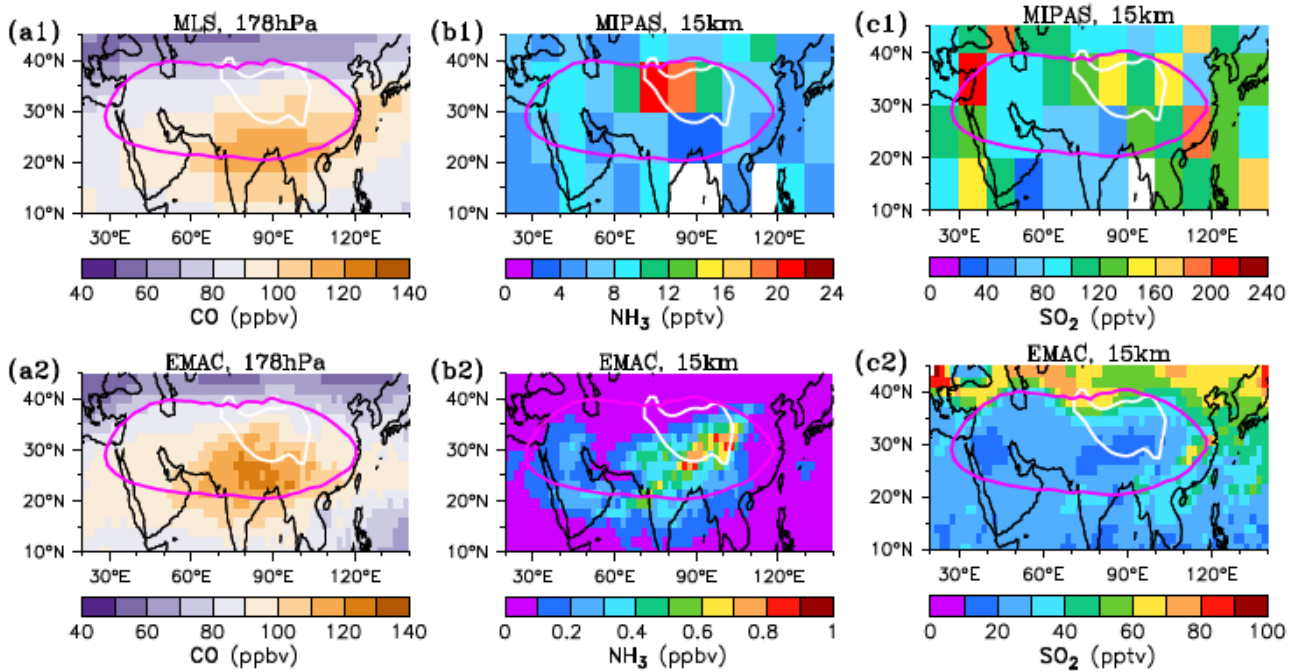 (a1) MLS, 178hPa
40°N
30°N
20°N
10°N
30°E 60°E 90°E 120°E
40 60 80 100 120 140
CO (ppbv)
(b1) MIPAS, 15km
40°N
30°N
20°N
10°N
30°E 60°E 90°E 120°E
0 4 8 12 16 20 24
NH₃ (pptv)
(c1) MIPAS, 15km
40°N
30°N
20°N
10°N
30°E 60°E 90°E 120°E
0 40 80 120 160 200 240
SO₂ (pptv)
(a2) EMAC, 178hPa
40°N
30°N
20°N
10°N
30°E 60°E 90°E 120°E
40 60 80 100 120 140
CO (ppbv)
(b2) EMAC, 15km
40°N
30°N
20°N
10°N
30°E 60°E 90°E 120°E
0 0.2 0.4 0.6 0.8 1
NH₃ (ppbv)
(c2) EMAC, 15km
40°N
30°N
20°N
10°N
30°E 60°E 90°E 120°E
0 20 40 60 80 100
SO₂ (pptv)